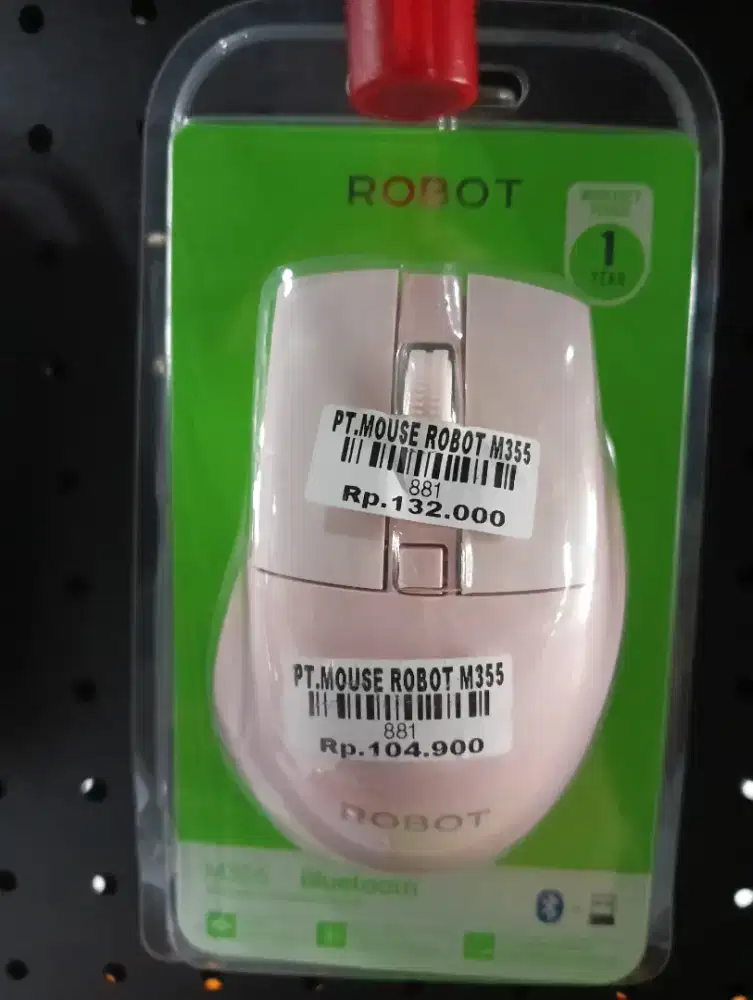 ROBOT
1
YEAR
PT.MOUSE ROBOT M355
881
Rp.132.000
PT.MOUSE ROBOT M355
881
Rp.104.900
ROBOT
M355 Bluetooth